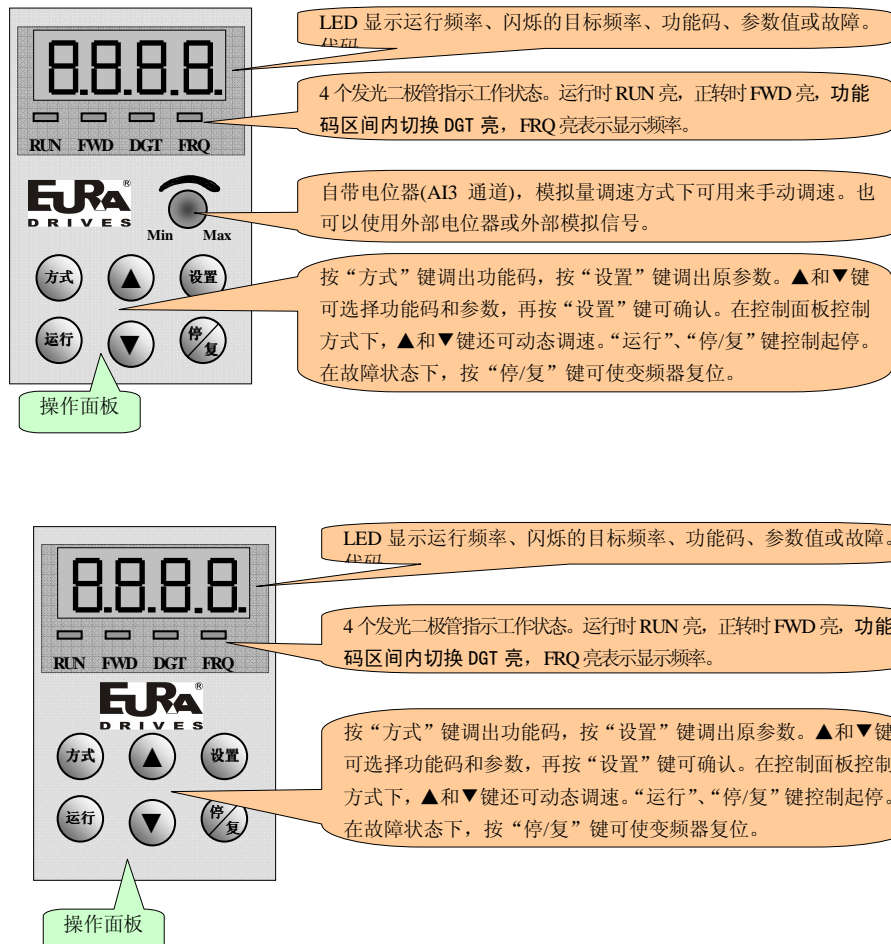 LED 显示运行频率、闪烁的目标频率、功能码、参数值或故障。
代码
8.8.8.8.
4 个发光二极管指示工作状态。运行时 RUN 亮，正转时 FWD 亮，功能
码区间内切换 DGT 亮，FRQ 亮表示显示频率。
RUN FWD DGT FRQ
自带电位器(AI3 通道)，模拟量调速方式下可用来手动调速。也
可以使用外部电位器或外部模拟信号。
EURA®
DRIVES
Min Max
按“方式”键调出功能码，按“设置”键调出原参数。▲和▼键
可选择功能码和参数，再按“设置”键可确认。在控制面板控制
方式下，▲和▼键还可动态调速。“运行”、“停/复”键控制起停。
在故障状态下，按“停/复”键可使变频器复位。
方式 ▲ 设置
运行 ▼ 停/复
操作面板
LED 显示运行频率、闪烁的目标频率、功能码、参数值或故障。
代码
8.8.8.8.
4 个发光二极管指示工作状态。运行时 RUN 亮，正转时 FWD 亮，功能
码区间内切换 DGT 亮，FRQ 亮表示显示频率。
RUN FWD DGT FRQ
EURA®
DRIVES
按“方式”键调出功能码，按“设置”键调出原参数。▲和▼键
可选择功能码和参数，再按“设置”键可确认。在控制面板控制
方式下，▲和▼键还可动态调速。“运行”、“停/复”键控制起停。
在故障状态下，按“停/复”键可使变频器复位。
方式 ▲ 设置
运行 ▼ 停/复
操作面板